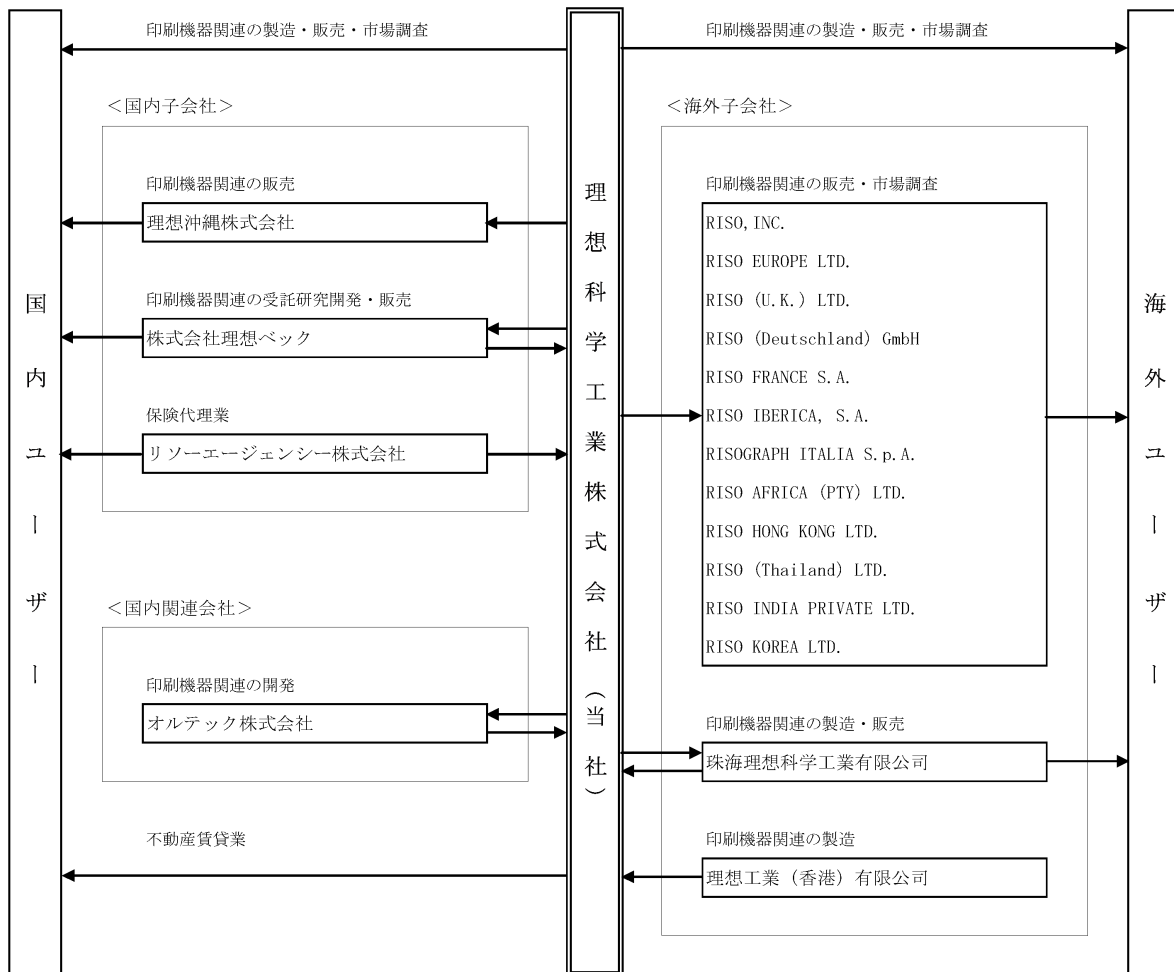 国内ユーザー
印刷機器関連の製造・販売・市場調査
＜国内子会社＞
印刷機器関連の販売
理想沖縄株式会社
印刷機器関連の受託研究開発・販売
株式会社理想ベック
保険代理業
リソーエージェンシー株式会社
＜国内関連会社＞
印刷機器関連の開発
オルテック株式会社
不動産賃貸業
理想科学工業株式会社（当社）
印刷機器関連の製造・販売・市場調査
＜海外子会社＞
印刷機器関連の販売・市場調査
RISO,INC.
RISO EUROPE LTD.
RISO (U.K.) LTD.
RISO (Deutschland) GmbH
RISO FRANCE S.A.
RISO IBERICA, S.A.
RISOGRAPH ITALIA S.p.A.
RISO AFRICA (PTY) LTD.
RISO HONG KONG LTD.
RISO (Thailand) LTD.
RISO INDIA PRIVATE LTD.
RISO KOREA LTD.
印刷機器関連の製造・販売
珠海理想科学工業有限公司
印刷機器関連の製造
理想工業（香港）有限公司
海外ユーザー